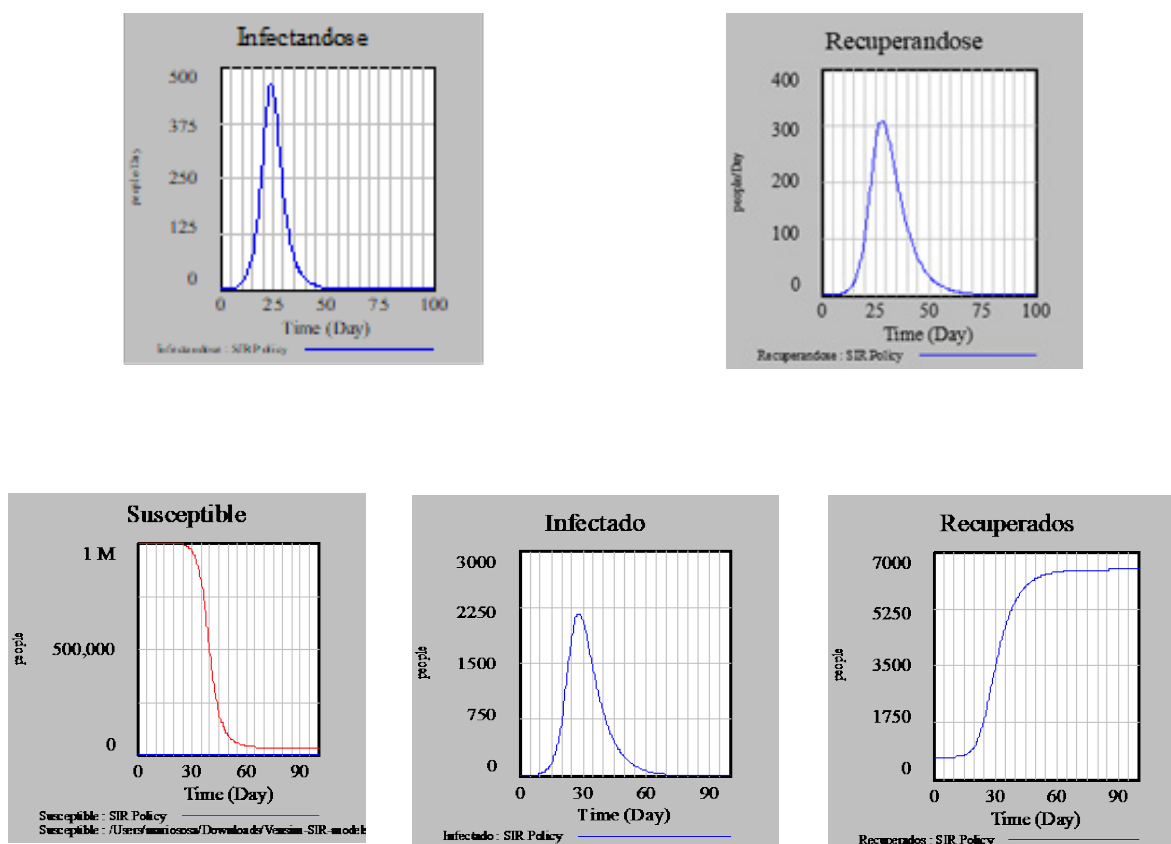 Infectandose
500
375
250
125
0
people/Day
0 25 50 75 100
Time (Day)
Infectandose : SIR Policy
Recuperandose
400
300
200
100
0
people/Day
0 25 50 75 100
Time (Day)
Recuperandose : SIR Policy
Susceptible
1 M
500,000
0
people
0 30 60 90
Time (Day)
Susceptible : SIR Policy
Susceptible : /Users/mariososa/Downloads/Vensim-SIR-models
Infectado
3000
2250
1500
750
0
people
0 30 60 90
Time (Day)
Infectado : SIR Policy
Recuperados
7000
5250
3500
1750
0
people
0 30 60 90
Time (Day)
Recuperados : SIR Policy